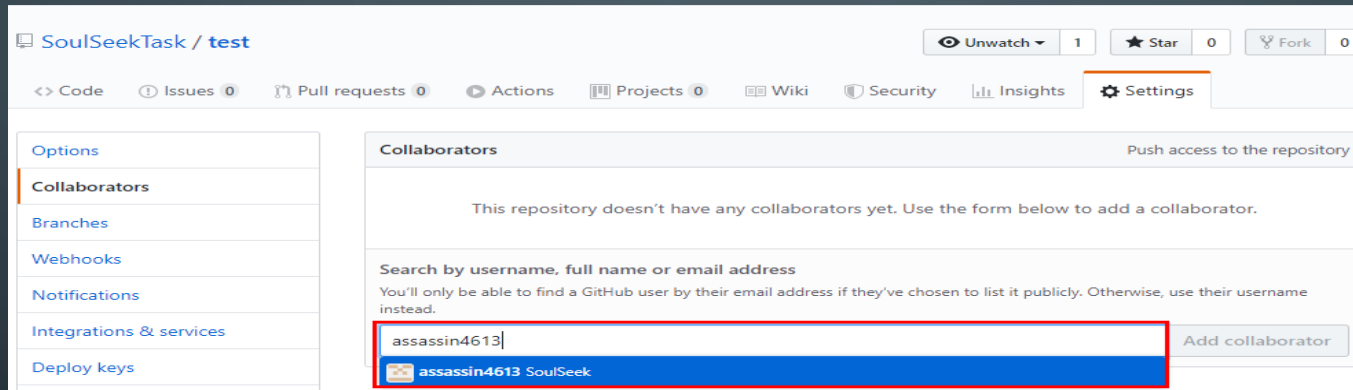 SoulSeekTask / test
Unwatch 1 Star 0 Fork 0
Code Issues 0 Pull requests 0 Actions Projects 0 Wiki Security Insights Settings
Options
Collaborators
Branches
Webhooks
Notifications
Integrations & services
Deploy keys
Collaborators Push access to the repository
This repository doesn't have any collaborators yet. Use the form below to add a collaborator.
Search by username, full name or email address
You'll only be able to find a GitHub user by their email address if they've chosen to list it publicly. Otherwise, use their username
instead.
assassin4613 Add collaborator
assassin4613 SoulSeek